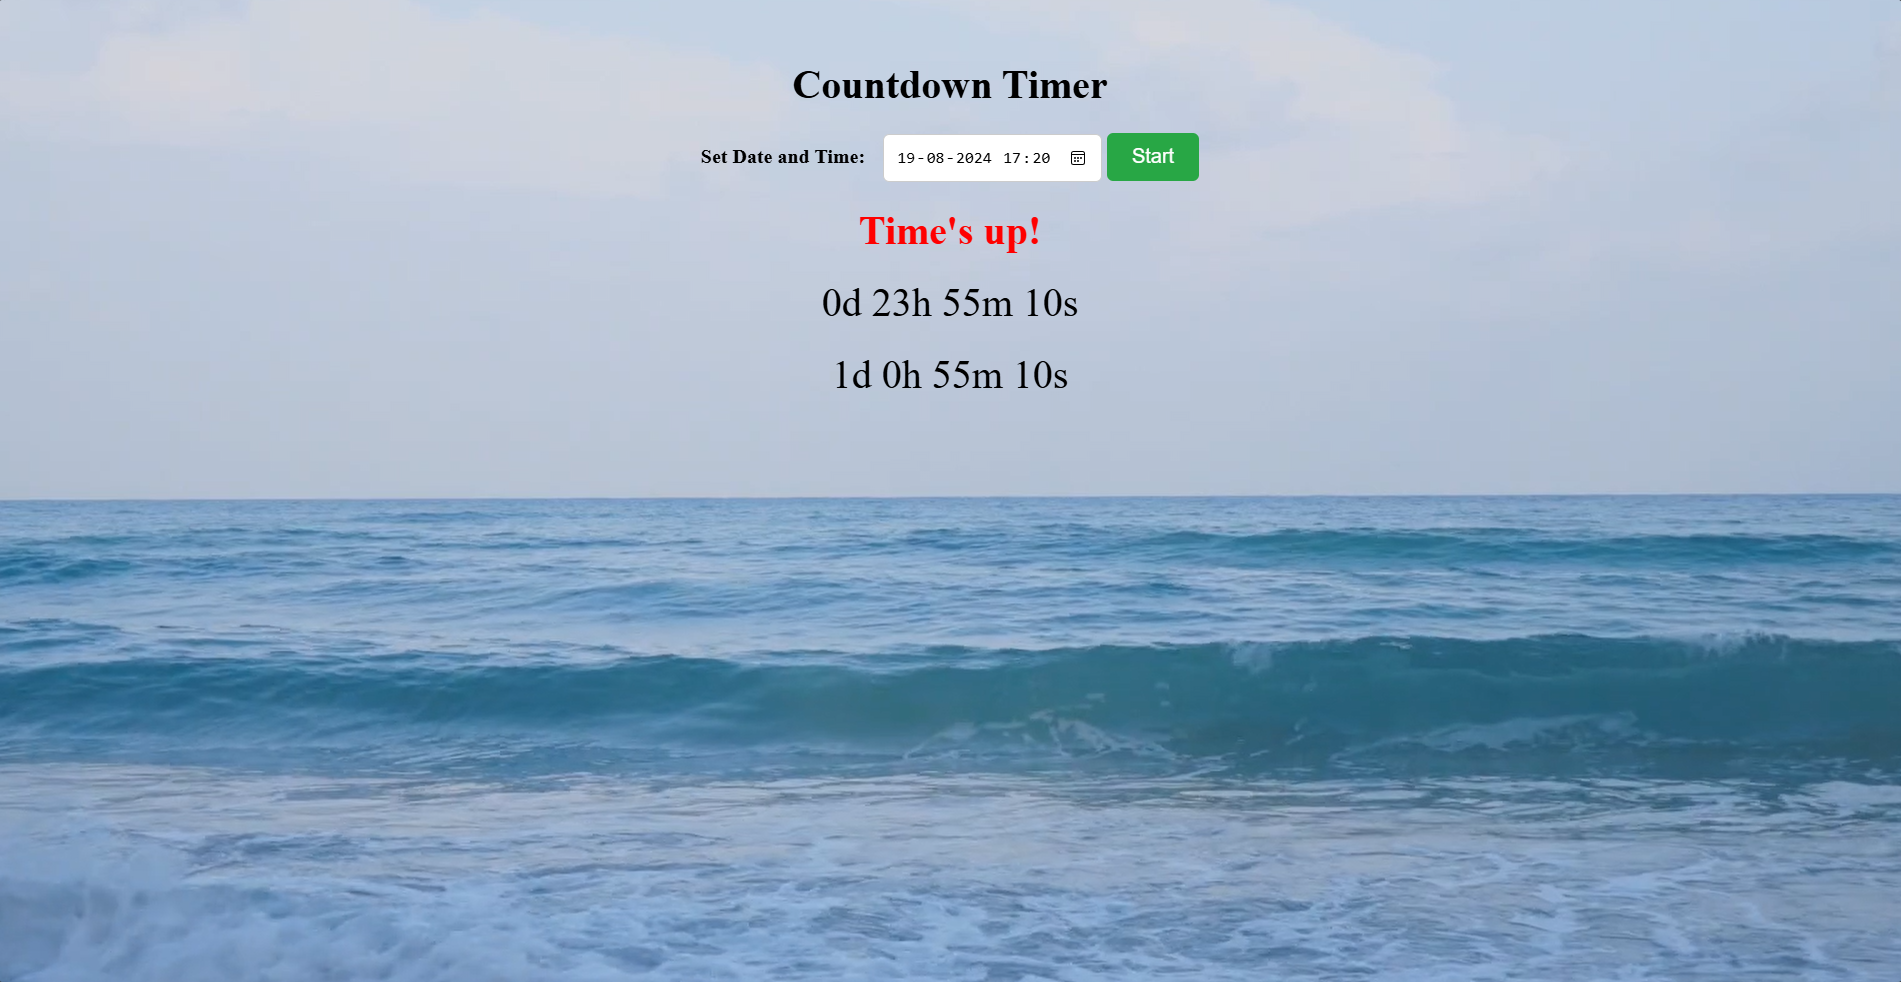 Countdown Timer
Set Date and Time: 19-08-2024 17:20 Start
Time's up!
0d 23h 55m 10s
1d 0h 55m 10s